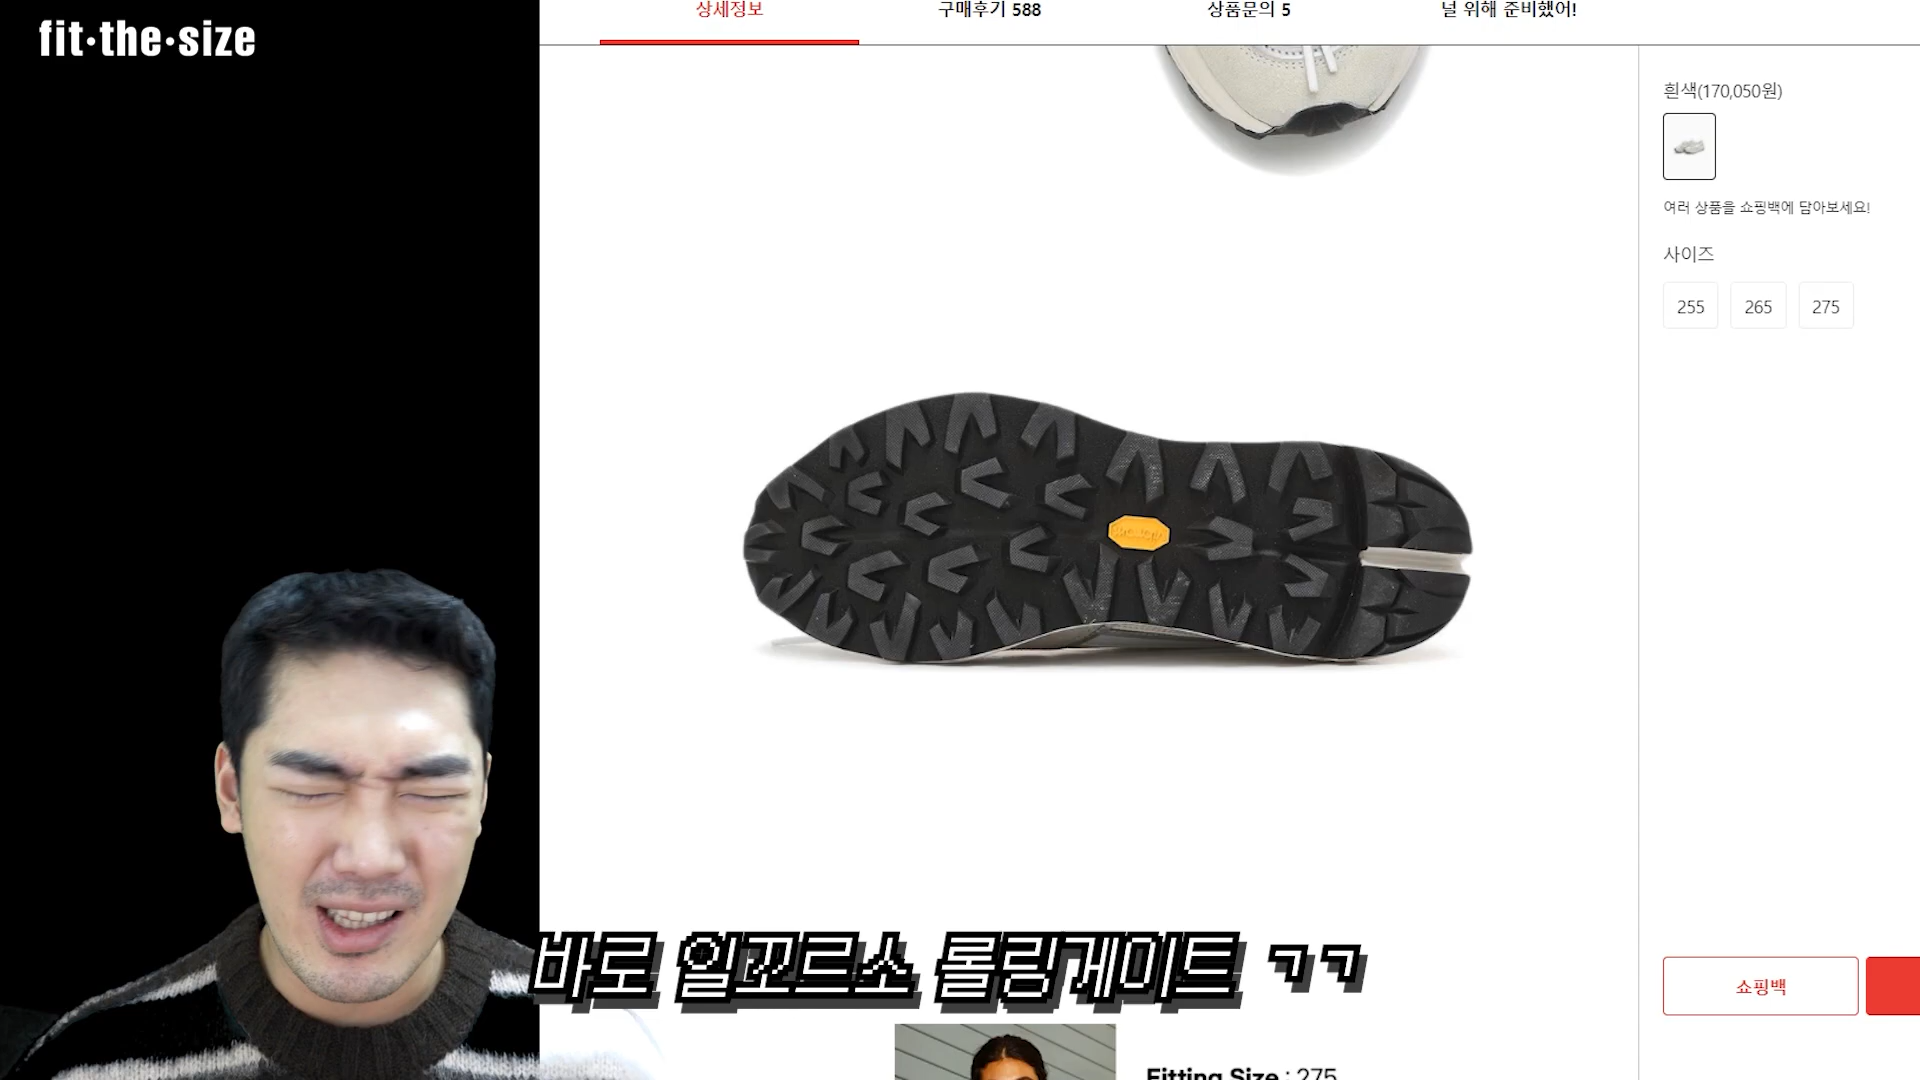 fit·the·size
상세정보
구매후기 588
상품문의 5
널 위해 준비했어!
흰색(170,050원)
여러 상품을 쇼핑백에 담아보세요!
사이즈
255
265
275
바로 일꼬르소 롤링게이트 ㄱㄱ
쇼핑백
Fitting Size : 275